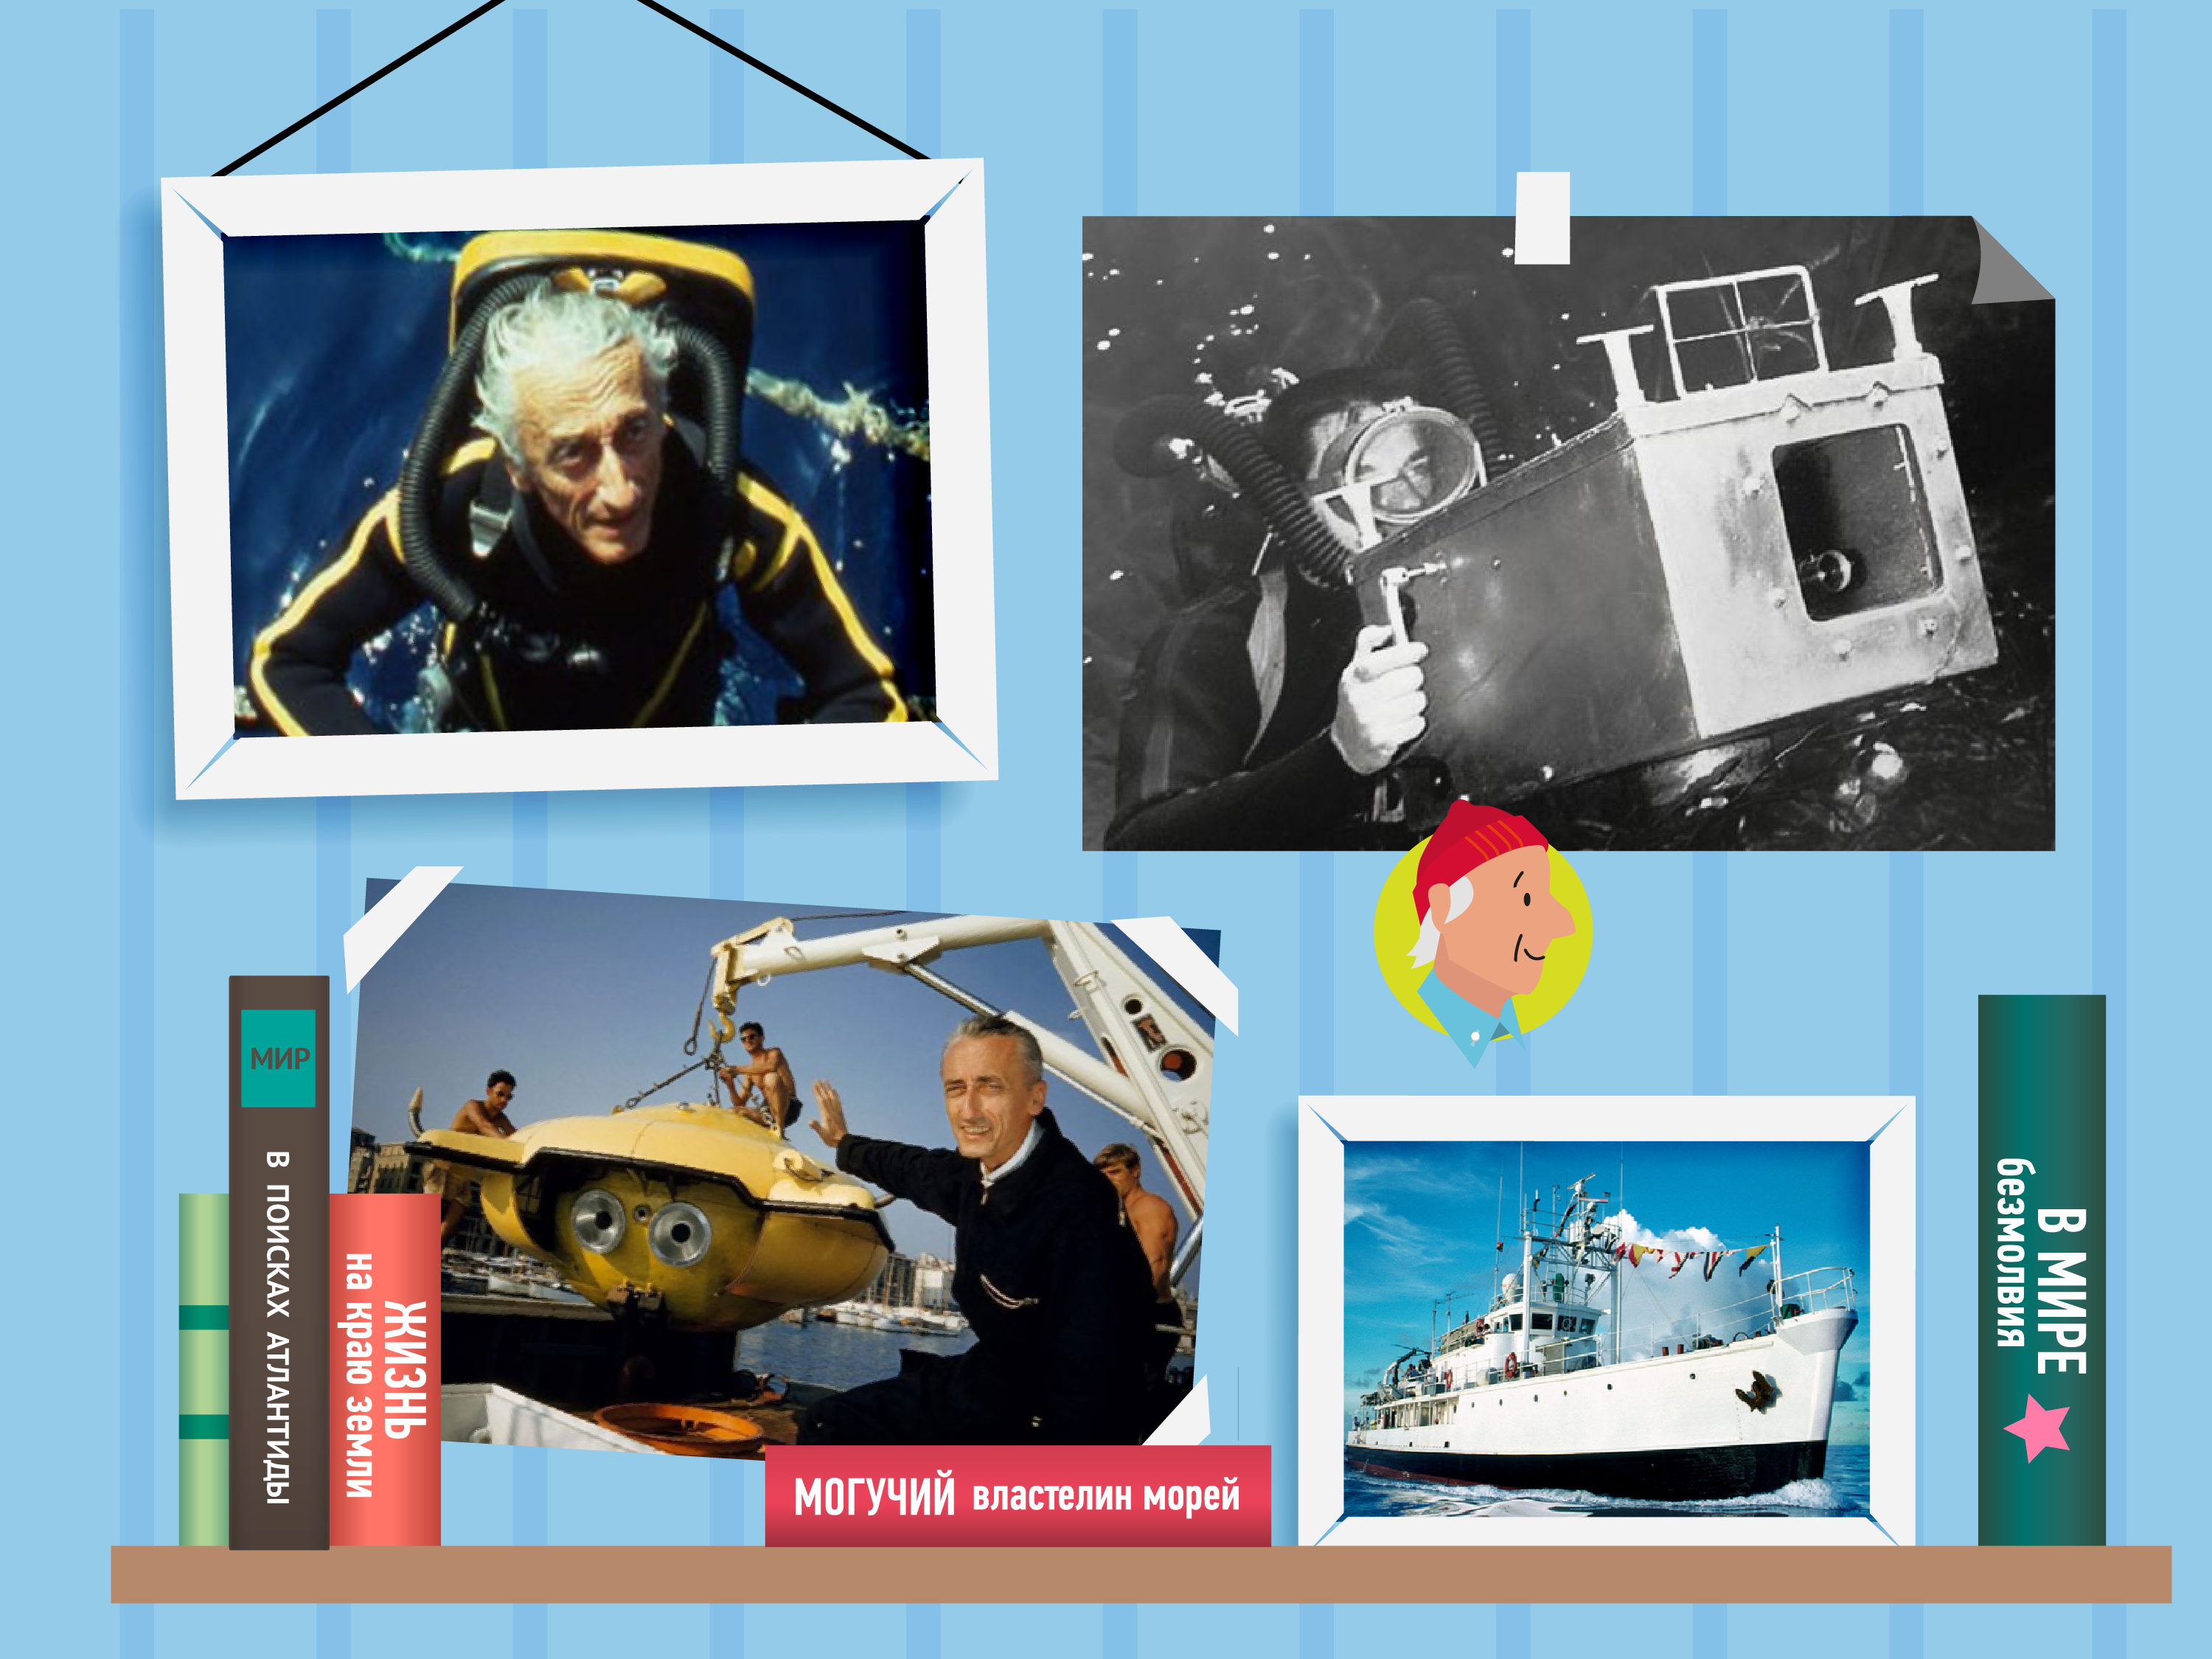 МИР
В ПОИСКАХ АТЛАНТИДЫ
ЖИЗНЬ
на краю земли
МОГУЧИЙ властелин морей
В МИРЕ
безмолвия